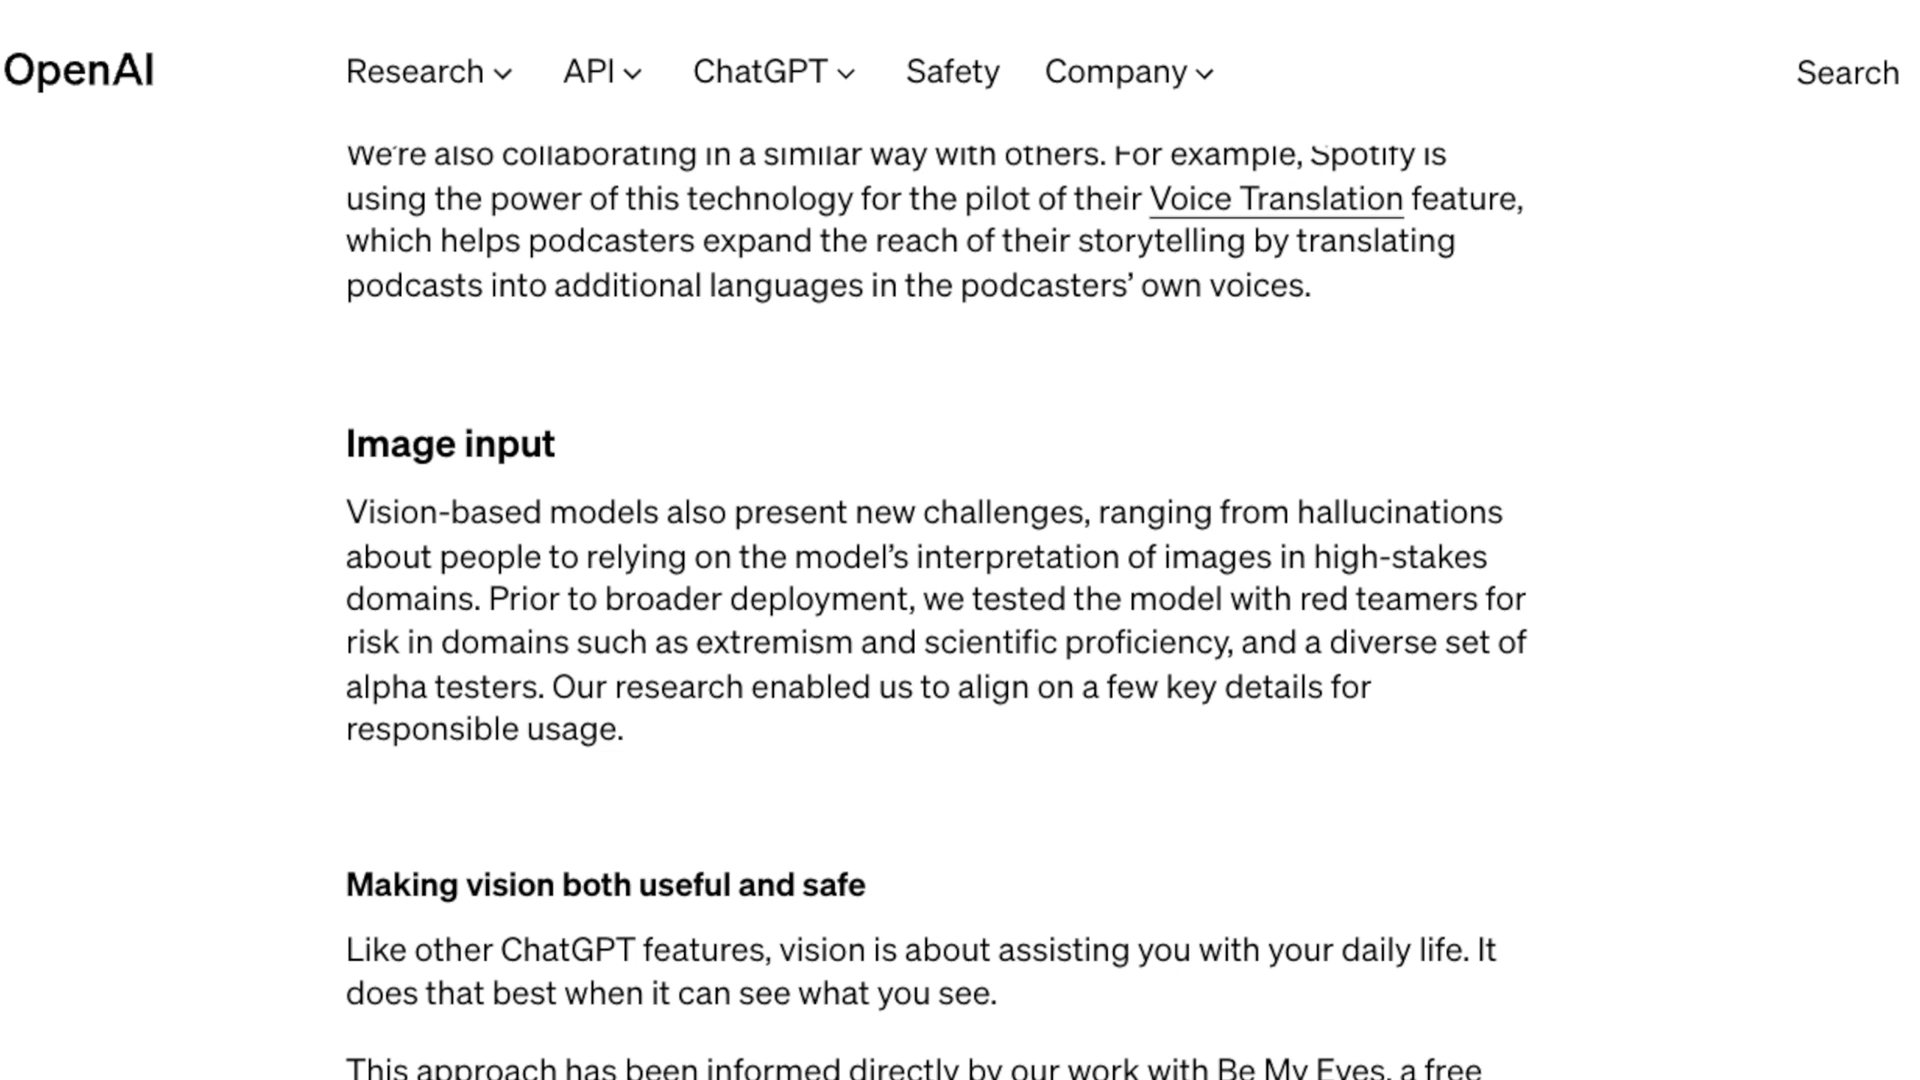 OpenAI
Research
API
ChatGPT
Safety
Company
Search
We're also collaborating in a similar way with others. For example, Spotify is
using the power of this technology for the pilot of their Voice Translation feature,
which helps podcasters expand the reach of their storytelling by translating
podcasts into additional languages in the podcasters’ own voices.
Image input
Vision-based models also present new challenges, ranging from hallucinations
about people to relying on the model’s interpretation of images in high-stakes
domains. Prior to broader deployment, we tested the model with red teamers for
risk in domains such as extremism and scientific proficiency, and a diverse set of
alpha testers. Our research enabled us to align on a few key details for
responsible usage.
Making vision both useful and safe
Like other ChatGPT features, vision is about assisting you with your daily life. It
does that best when it can see what you see.
This approach has been informed directly by our work with Be My Eyes, a free